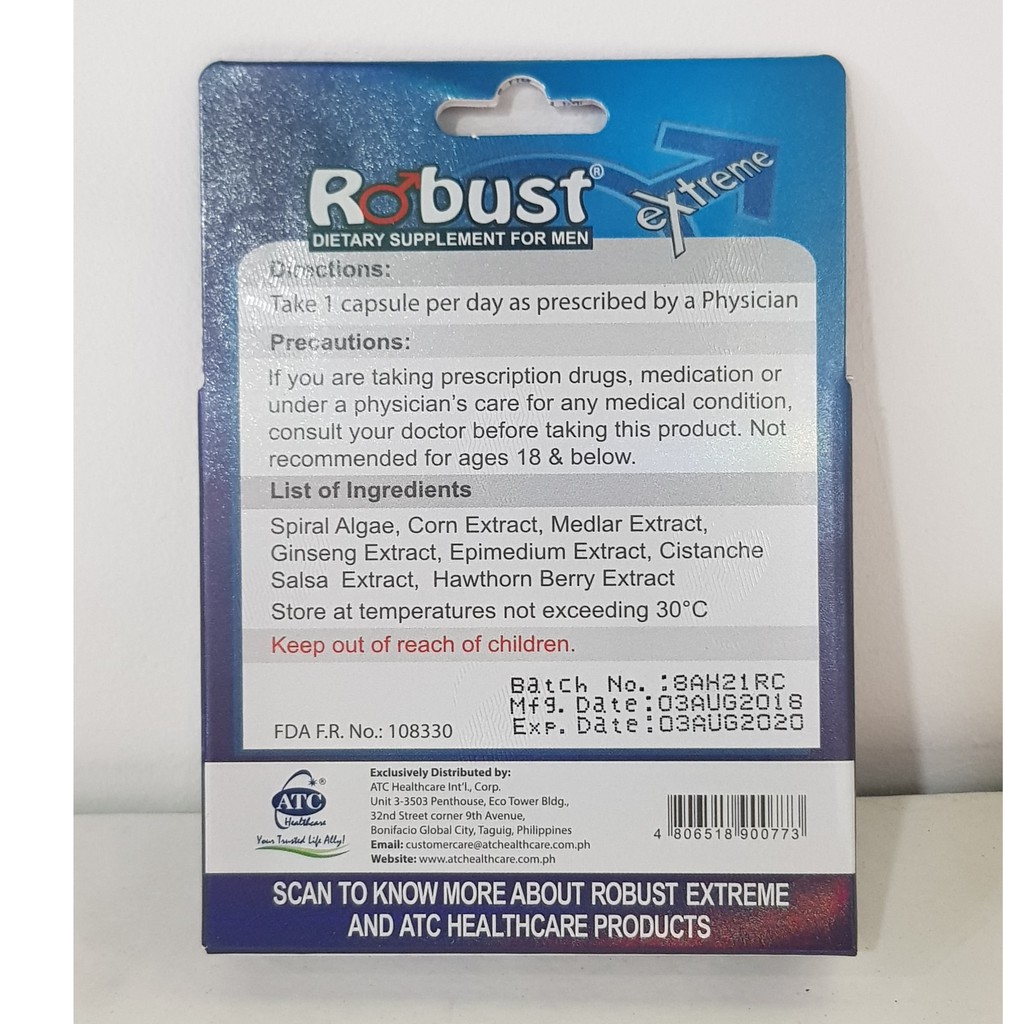 Robust®
eXtreme
DIETARY SUPPLEMENT FOR MEN
Directions:
Take 1 capsule per day as prescribed by a Physician
Precautions:
If you are taking prescription drugs, medication or
under a physician's care for any medical condition,
consult your doctor before taking this product. Not
recommended for ages 18 & below.
List of Ingredients
Spiral Algae, Corn Extract, Medlar Extract,
Ginseng Extract, Epimedium Extract, Cistanche
Salsa Extract, Hawthorn Berry Extract
Store at temperatures not exceeding 30°C
Keep out of reach of children.
Batch No. :8AH21RC
Mfg. Date:03AUG2018
Exp. Date:03AUG2020
FDA F.R. No.: 108330
ATC®
Healthcare
Your Trusted Life Ally!
Exclusively Distributed by:
ATC Healthcare Int'l., Corp.
Unit 3-3503 Penthouse, Eco Tower Bldg.,
32nd Street corner 9th Avenue,
Bonifacio Global City, Taguig, Philippines
Email: customercare@atchealthcare.com.ph
Website: www.atchealthcare.com.ph
4 806518 900773
SCAN TO KNOW MORE ABOUT ROBUST EXTREME
AND ATC HEALTHCARE PRODUCTS